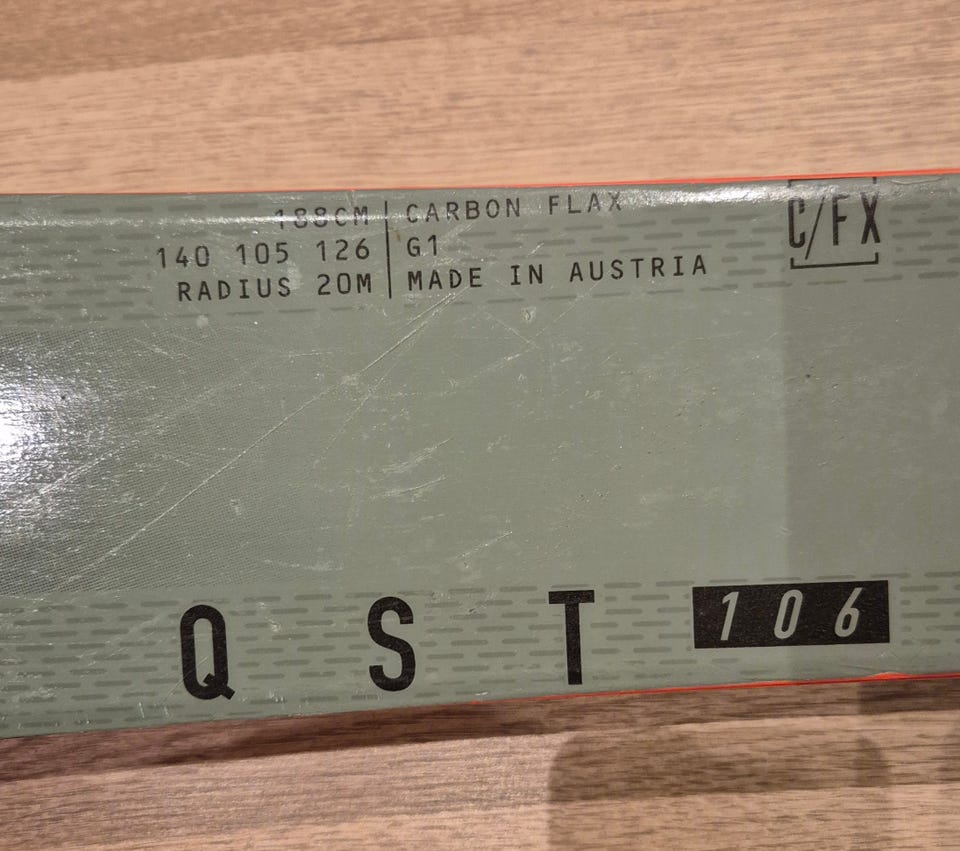 188CM | CARBON FLAX
140 105 126 | G1
RADIUS 20M | MADE IN AUSTRIA
C/FX
QST 106